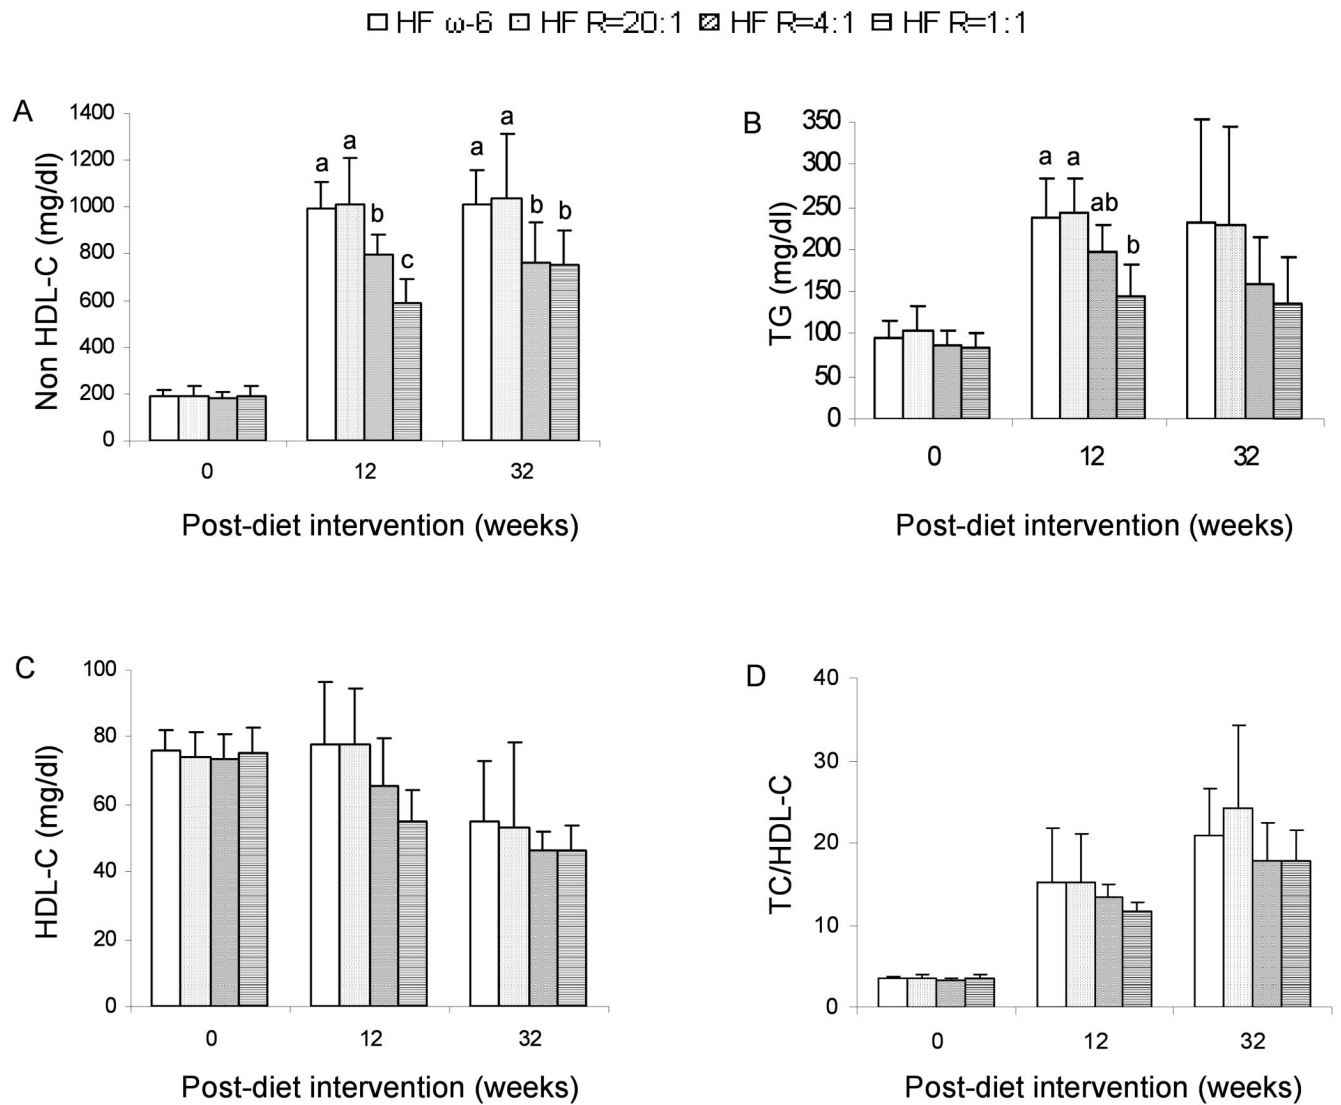 HF ω-6 HF R=20:1 HF R=4:1 HF R=1:1
A
Non HDL-C (mg/dl)
1400
1200
1000
800
600
400
200
0
a a b c
a a b b
0 12 32
Post-diet intervention (weeks)
B
TG (mg/dl)
350
300
250
200
150
100
50
0
a a ab b
0 12 32
Post-diet intervention (weeks)
C
HDL-C (mg/dl)
100
80
60
40
20
0
0 12 32
Post-diet intervention (weeks)
D
TC/HDL-C
40
30
20
10
0
0 12 32
Post-diet intervention (weeks)